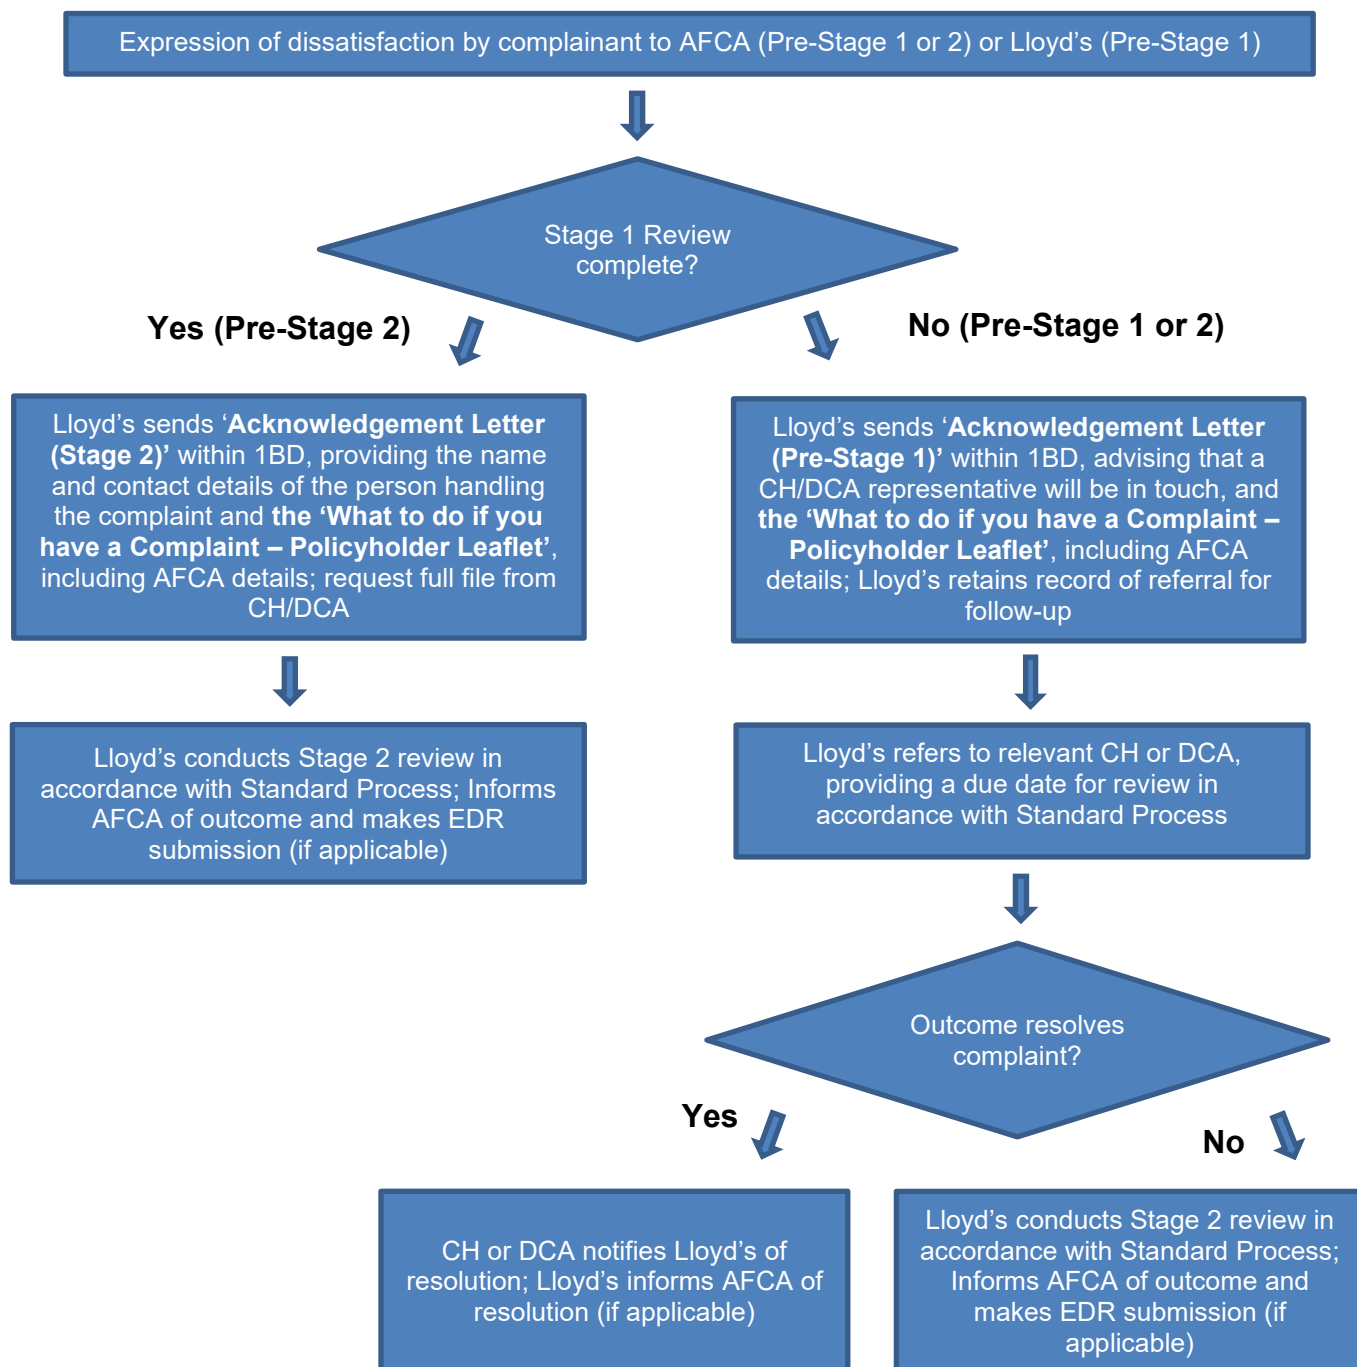 Expression of dissatisfaction by complainant to AFCA (Pre-Stage 1 or 2) or Lloyd’s (Pre-Stage 1)
Stage 1 Review
complete?
Yes (Pre-Stage 2)
No (Pre-Stage 1 or 2)
Lloyd’s sends ‘Acknowledgement Letter
(Stage 2)’ within 1BD, providing the name
and contact details of the person handling
the complaint and the ‘What to do if you
have a Complaint – Policyholder Leaflet’,
including AFCA details; request full file from
CH/DCA
Lloyd’s sends ‘Acknowledgement Letter
(Pre-Stage 1)’ within 1BD, advising that a
CH/DCA representative will be in touch, and
the ‘What to do if you have a Complaint –
Policyholder Leaflet’, including AFCA
details; Lloyd’s retains record of referral for
follow-up
Lloyd’s conducts Stage 2 review in
accordance with Standard Process; Informs
AFCA of outcome and makes EDR
submission (if applicable)
Lloyd’s refers to relevant CH or DCA,
providing a due date for review in
accordance with Standard Process
Outcome resolves
complaint?
Yes
No
CH or DCA notifies Lloyd’s of
resolution; Lloyd’s informs AFCA of
resolution (if applicable)
Lloyd’s conducts Stage 2 review in
accordance with Standard Process;
Informs AFCA of outcome and
makes EDR submission (if
applicable)